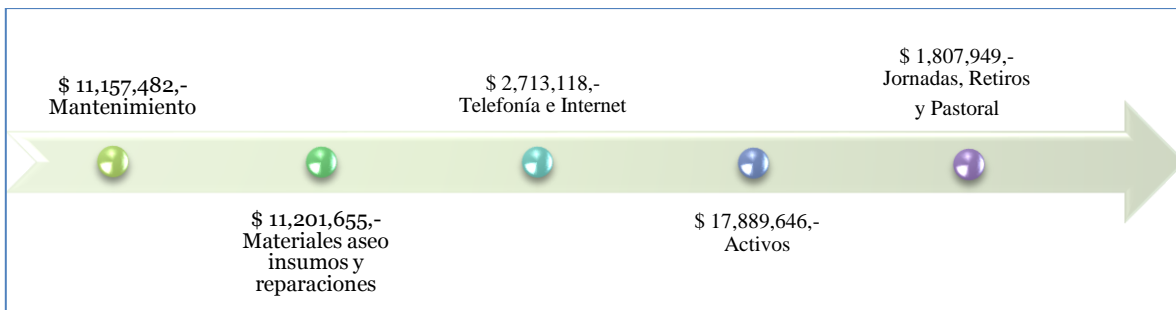 $ 11,157,482,-
Mantenimiento
$ 11,201,655,-
Materiales aseo
insumos y
reparaciones
$ 2,713,118,-
Telefonía e Internet
$ 17,889,646,-
Activos
$ 1,807,949,-
Jornadas, Retiros
y Pastoral